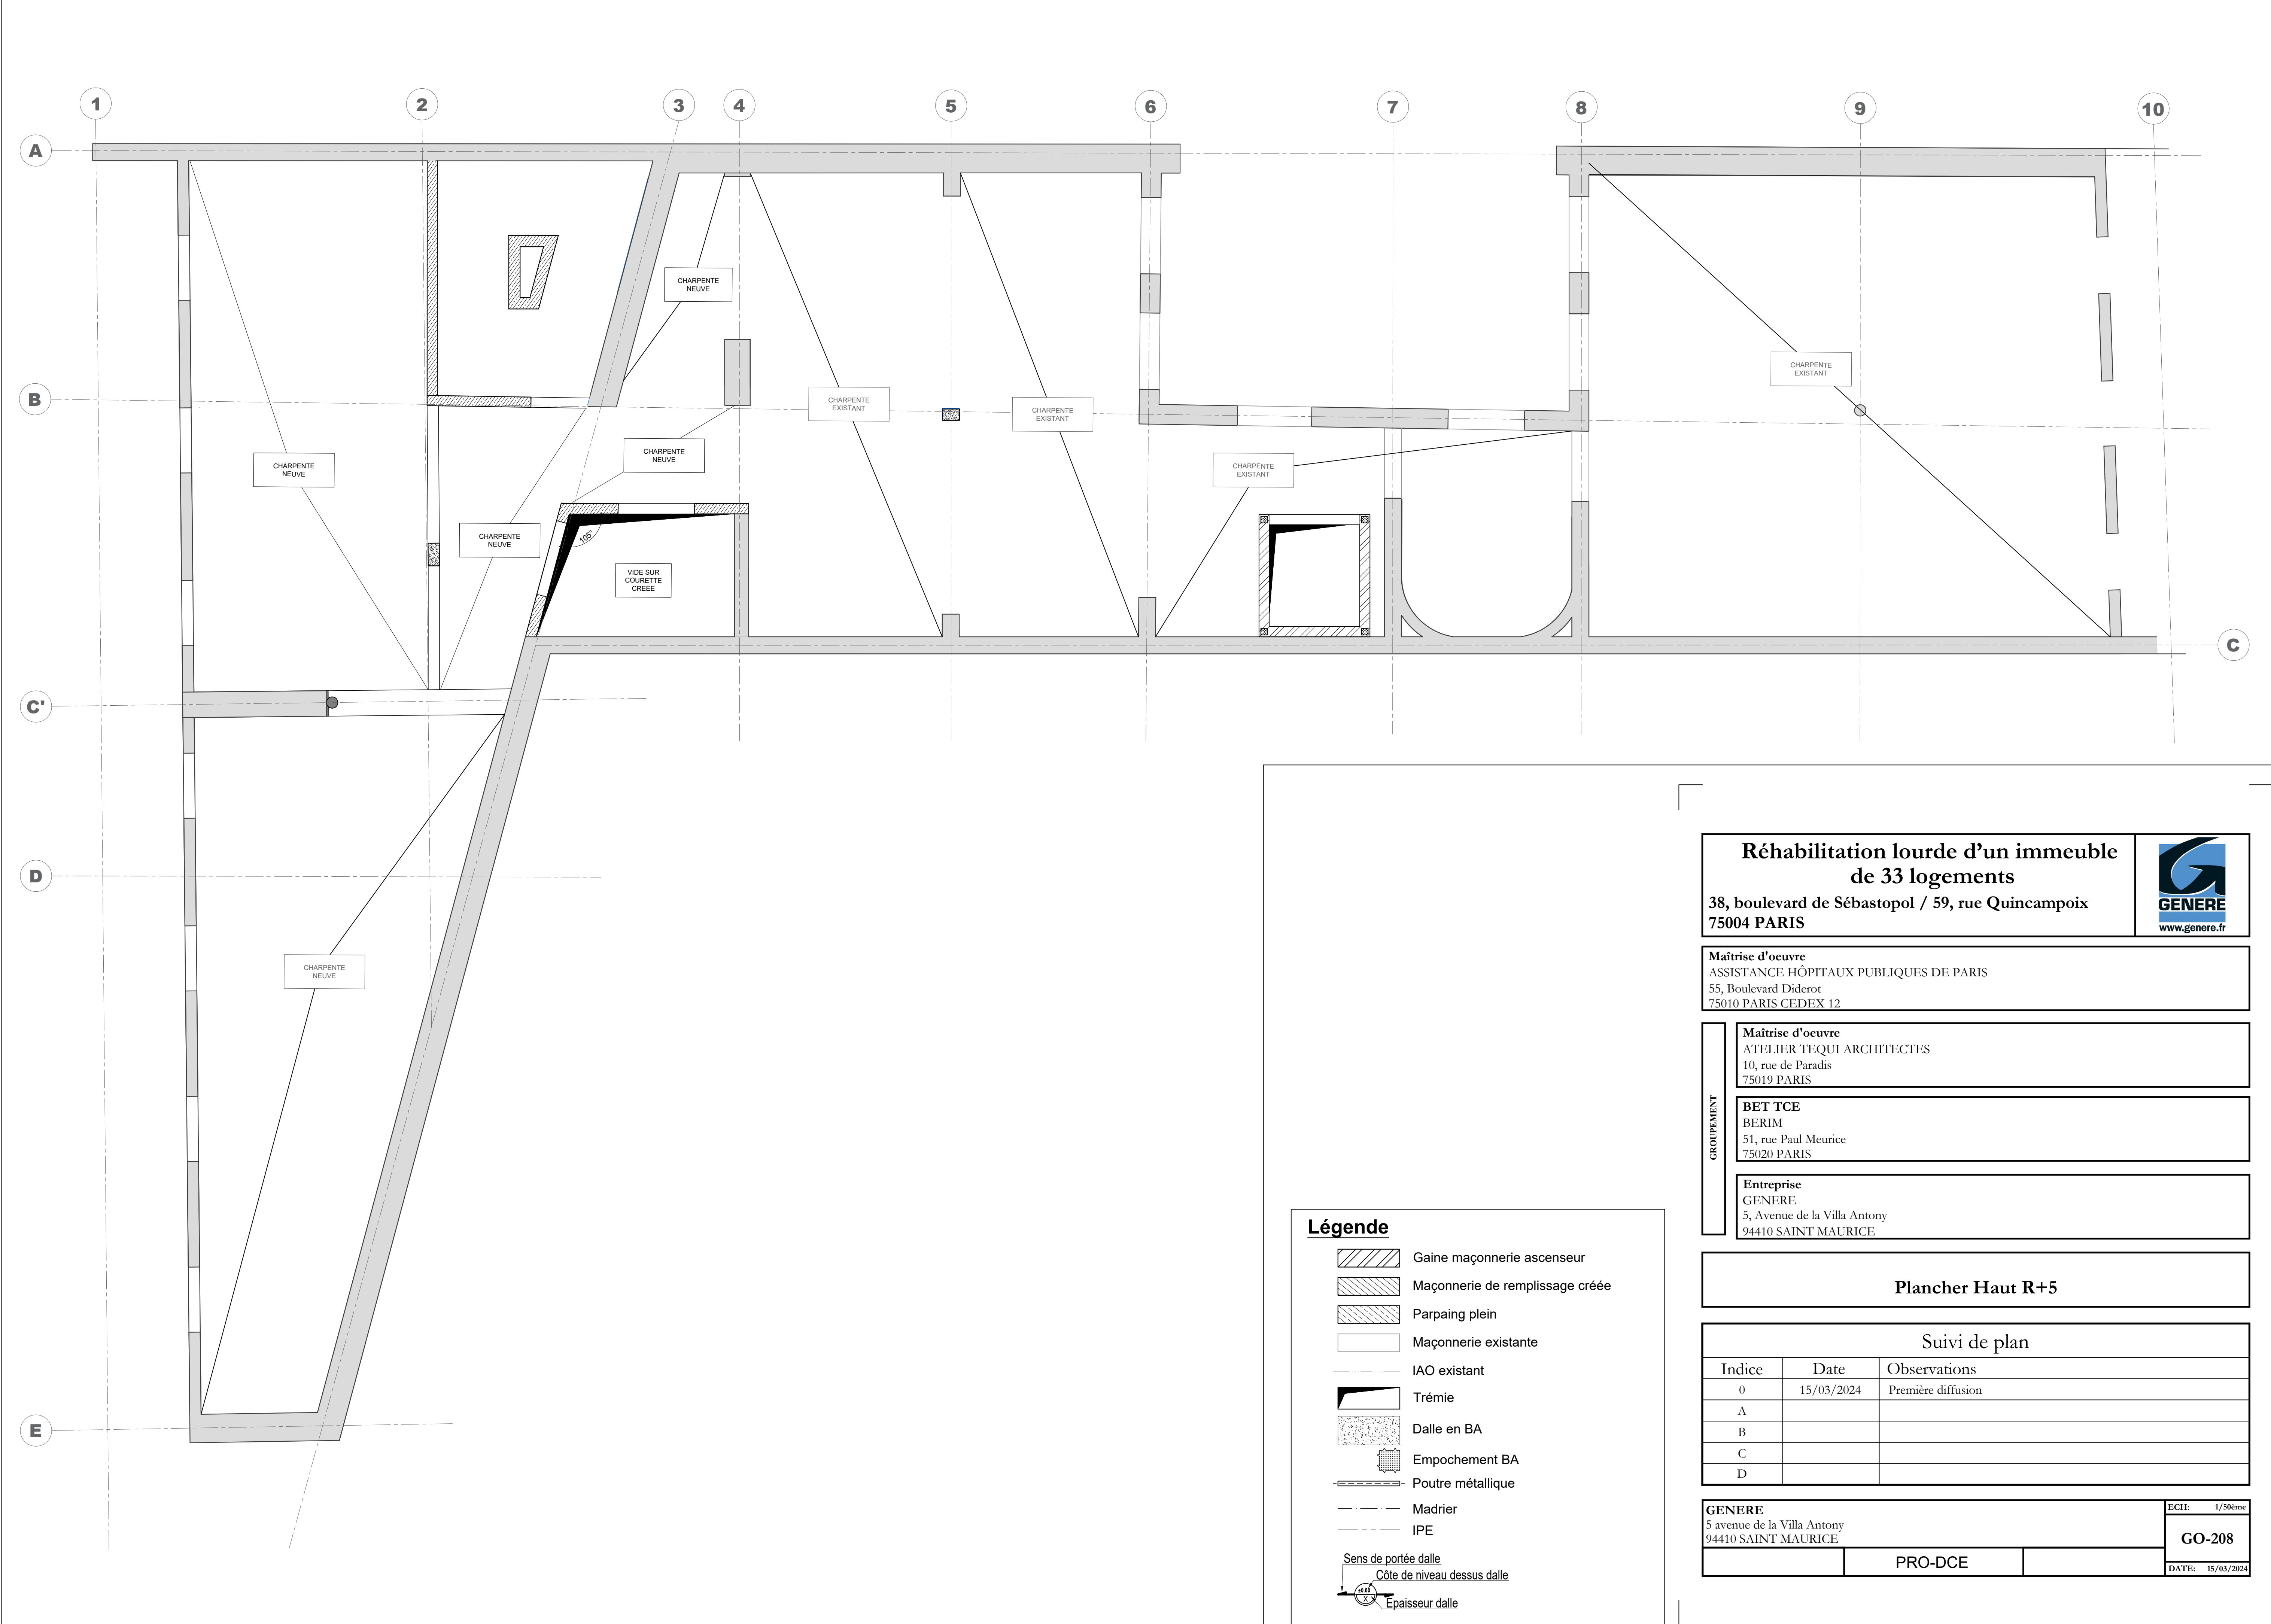 1
2
3
4
5
6
7
8
9
10
A
B
C
C'
D
E
CHARPENTE
NEUVE
CHARPENTE
EXISTANT
CHARPENTE
EXISTANT
CHARPENTE
EXISTANT
CHARPENTE
NEUVE
CHARPENTE
NEUVE
CHARPENTE
EXISTANT
CHARPENTE
NEUVE
105°
VIDE SUR
COURETTE
CREEE
CHARPENTE
NEUVE
Réhabilitation lourde d’un immeuble
de 33 logements
38, boulevard de Sébastopol / 59, rue Quincampoix
75004 PARIS
GENERE
www.genere.fr
Maîtrise d'oeuvre
ASSISTANCE HÔPITAUX PUBLIQUES DE PARIS
55, Boulevard Diderot
75010 PARIS CEDEX 12
GROUPEMENT
Maîtrise d'oeuvre
ATELIER TEQUI ARCHITECTES
10, rue de Paradis
75019 PARIS
BET TCE
BERIM
51, rue Paul Meurice
75020 PARIS
Entreprise
GENERE
5, Avenue de la Villa Antony
94410 SAINT MAURICE
Plancher Haut R+5
Suivi de plan
Indice Date Observations
0 15/03/2024 Première diffusion
A
B
C
D
GENERE
5 avenue de la Villa Antony
94410 SAINT MAURICE
PRO-DCE
ECH: 1/50ème
GO-208
DATE: 15/03/2024
Légende
Gaine maçonnerie ascenseur
Maçonnerie de remplissage créée
Parpaing plein
Maçonnerie existante
IAO existant
Trémie
Dalle en BA
Empochement BA
Poutre métallique
Madrier
IPE
Sens de portée dalle
Côte de niveau dessus dalle
±0.00
X
Epaisseur dalle